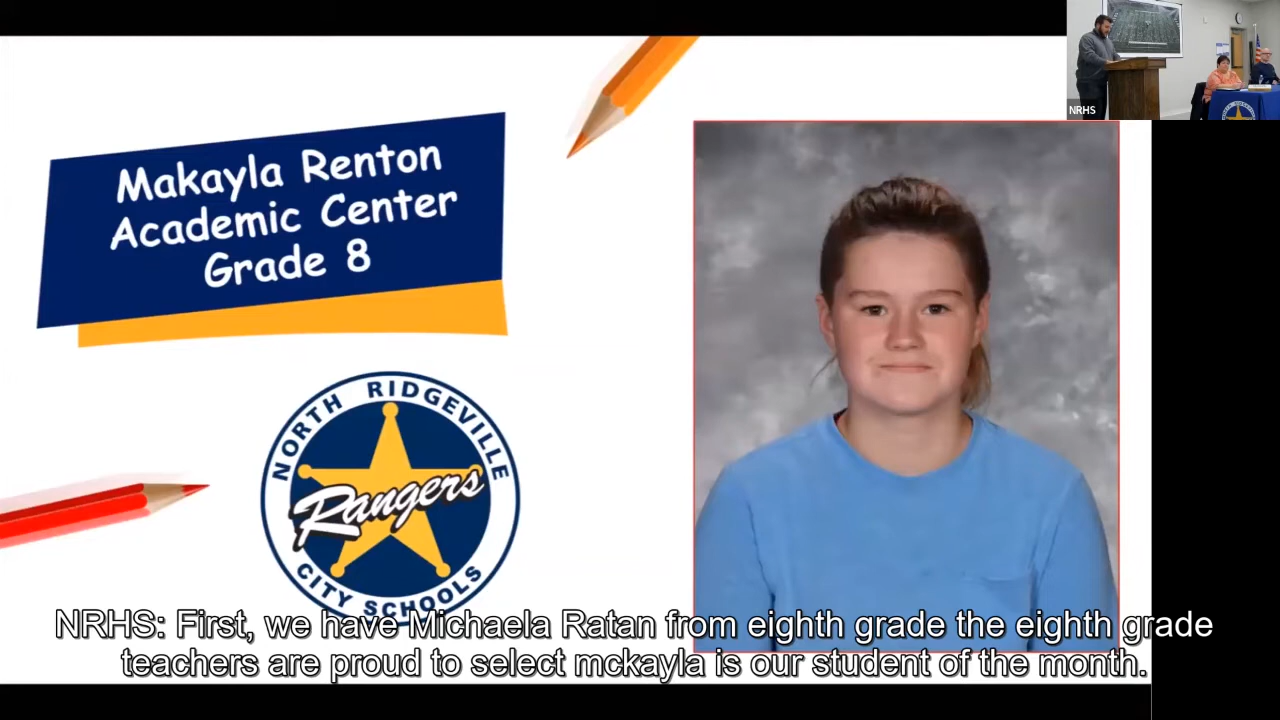 Makayla Renton
Academic Center
Grade 8
NORTH RIDGEVILLE
Rangers
CITY SCHOOLS
NRHS
NRHS: First, we have Michaela Ratan from eighth grade the eighth grade
teachers are proud to select mckayla is our student of the month.